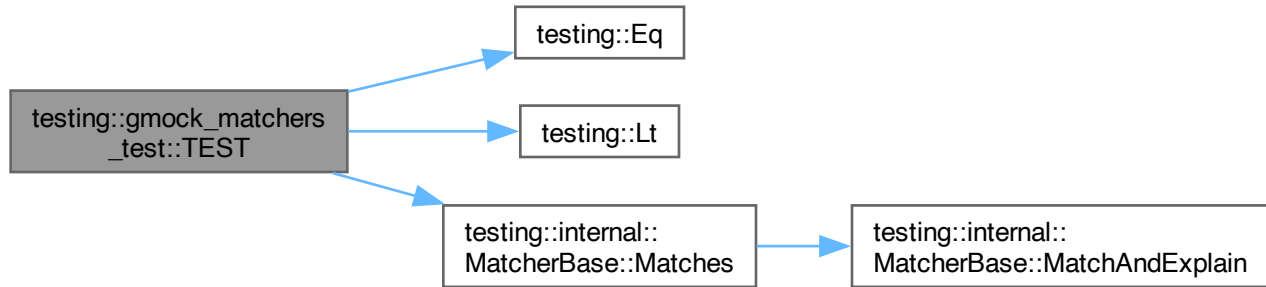 testing::Eq
testing::gmock_matchers
_test::TEST
testing::Lt
testing::internal::
MatcherBase::Matches
testing::internal::
MatcherBase::MatchAndExplain